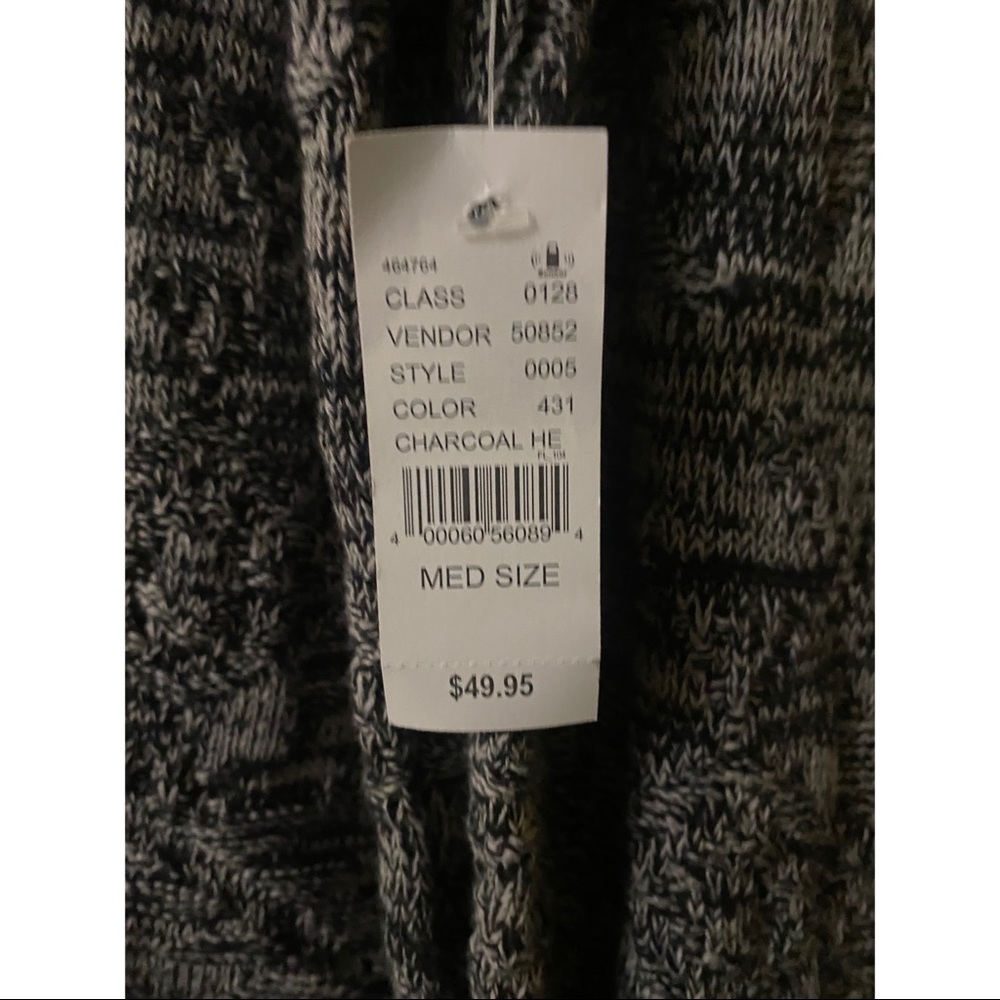 464764
CLASS 0128
VENDOR 50852
STYLE 0005
COLOR 431
CHARCOAL HE
FL_104
4 00060 56089 4
MED SIZE
$49.95